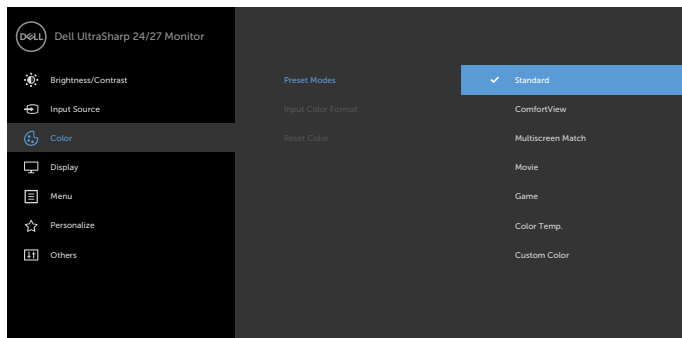 DELL
Dell UltraSharp 24/27 Monitor
Brightness/Contrast
Input Source
Color
Display
Menu
Personalize
Others
Preset Modes
Input Color Format
Reset Color
Standard
ComfortView
Multiscreen Match
Movie
Game
Color Temp.
Custom Color